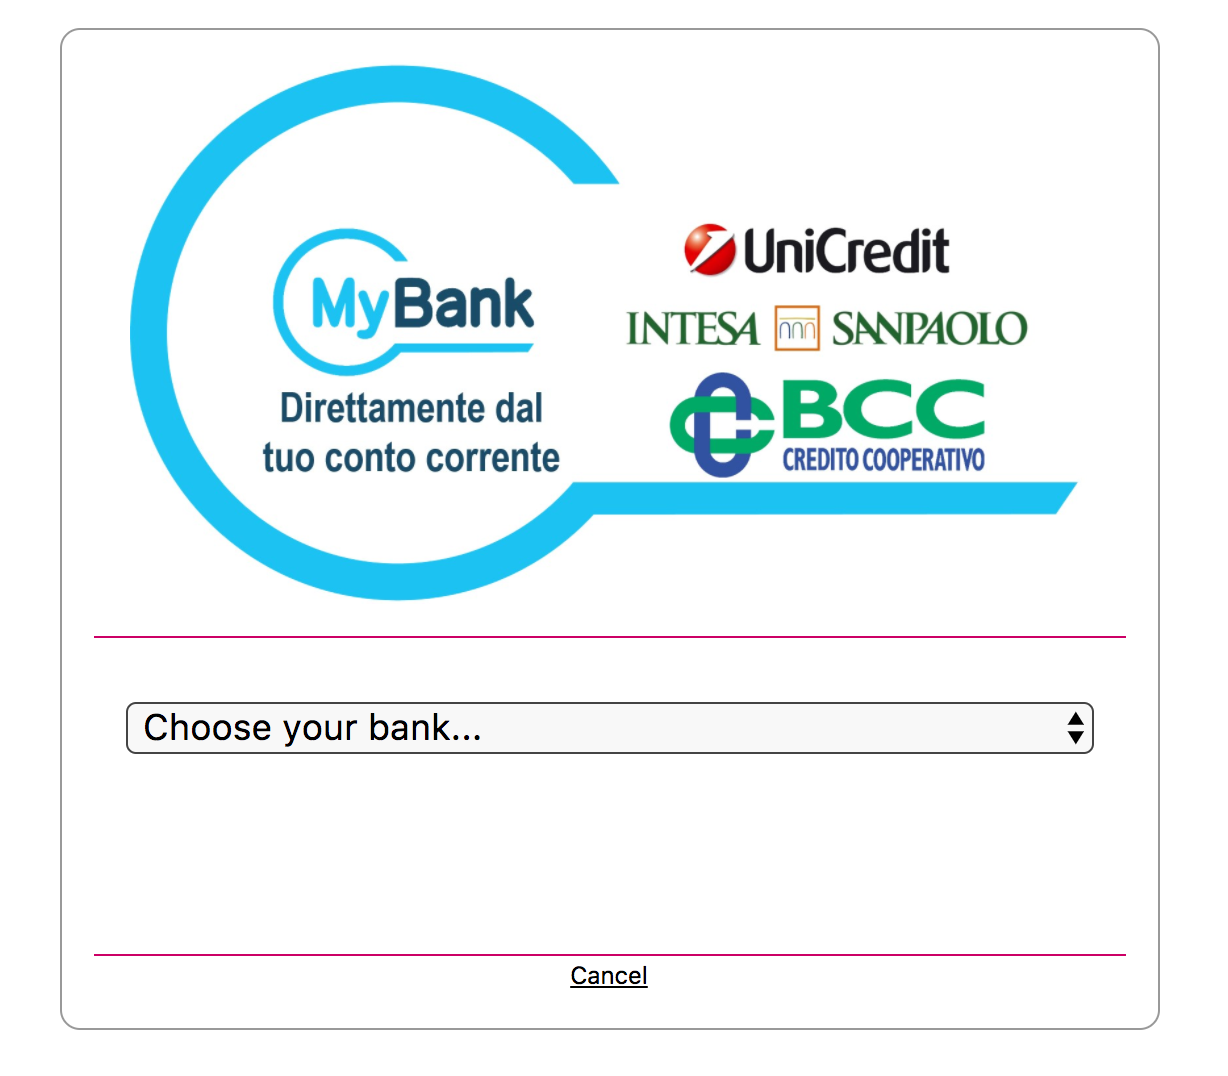 MyBank
Direttamente dal
tuo conto corrente
UniCredit
INTESA SANPAOLO
BCC
CREDITO COOPERATIVO
Choose your bank...
Cancel